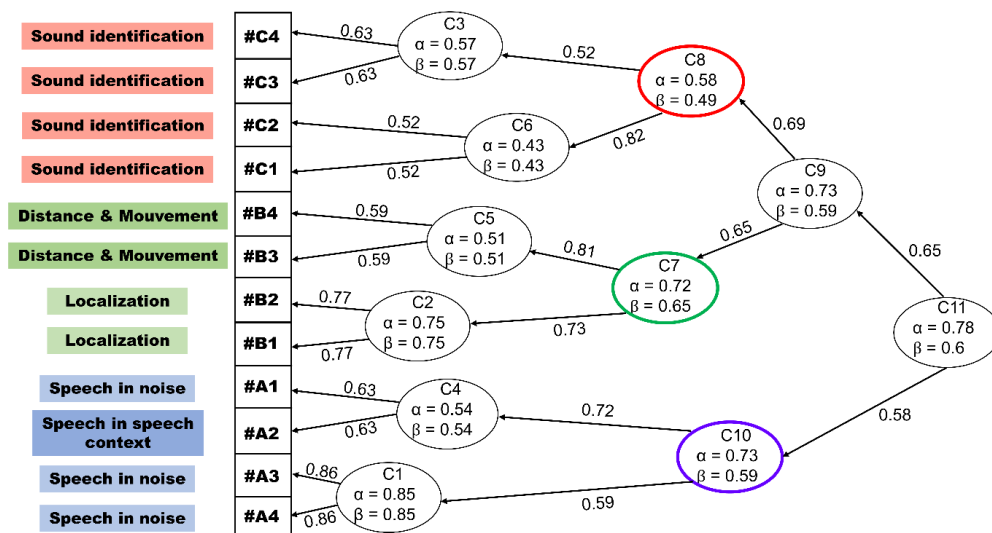 Sound identification
Sound identification
Sound identification
Sound identification
Distance & Mouvement
Distance & Mouvement
Localization
Localization
Speech in noise
Speech in speech
context
Speech in noise
Speech in noise
#C4
#C3
#C2
#C1
#B4
#B3
#B2
#B1
#A1
#A2
#A3
#A4
0.63
0.63
0.52
0.52
0.59
0.59
0.77
0.77
0.63
0.63
0.86
0.86
C3
α = 0.57
β = 0.57
C6
α = 0.43
β = 0.43
C5
α = 0.51
β = 0.51
C2
α = 0.75
β = 0.75
C4
α = 0.54
β = 0.54
C1
α = 0.85
β = 0.85
0.52
0.82
0.81
0.73
0.72
0.59
C8
α = 0.58
β = 0.49
C7
α = 0.72
β = 0.65
C10
α = 0.73
β = 0.59
0.69
0.65
C9
α = 0.73
β = 0.59
0.65
0.58
C11
α = 0.78
β = 0.6